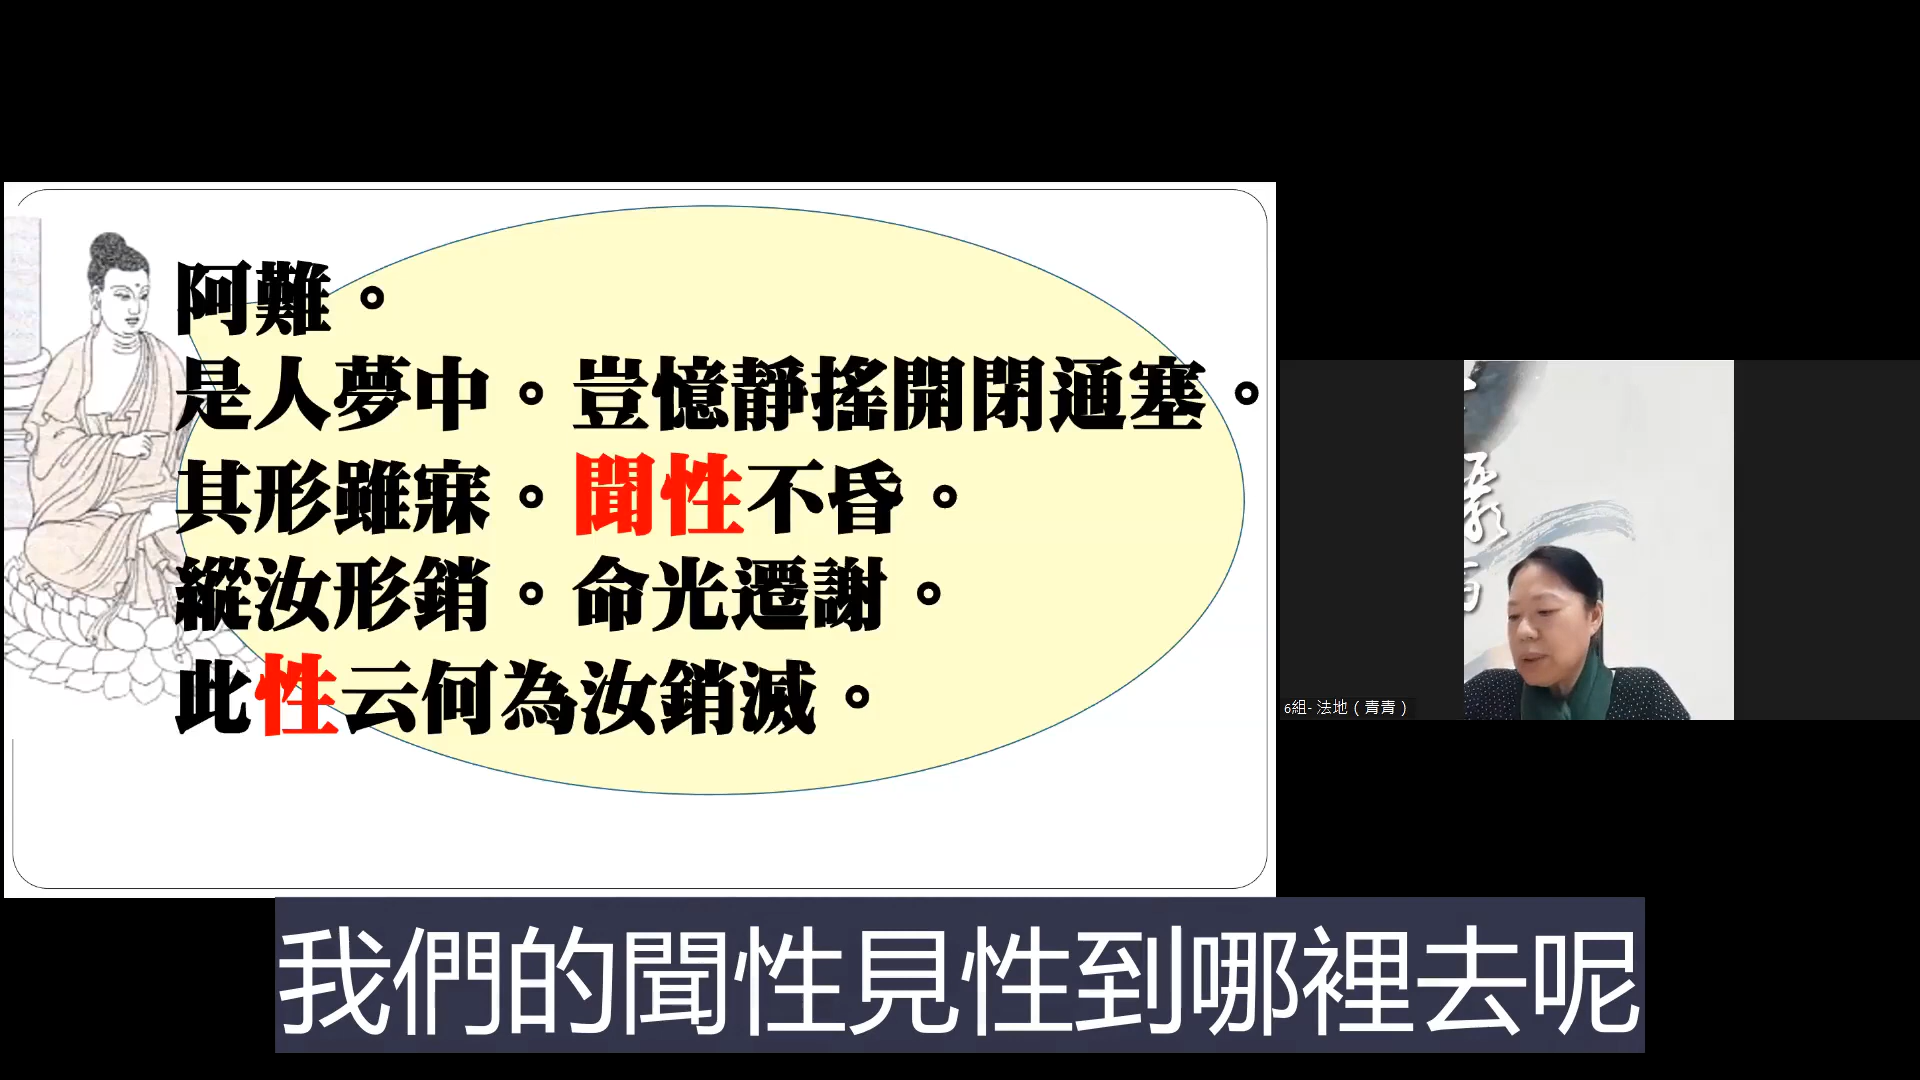 阿難。
是人夢中。豈憶靜搖開閉通塞。
其形雖寐。聞性不昏。
縱汝形銷。命光遷謝。
此性云何為汝銷滅。
6組- 法地（青青）
我們的聞性見性到哪裡去呢